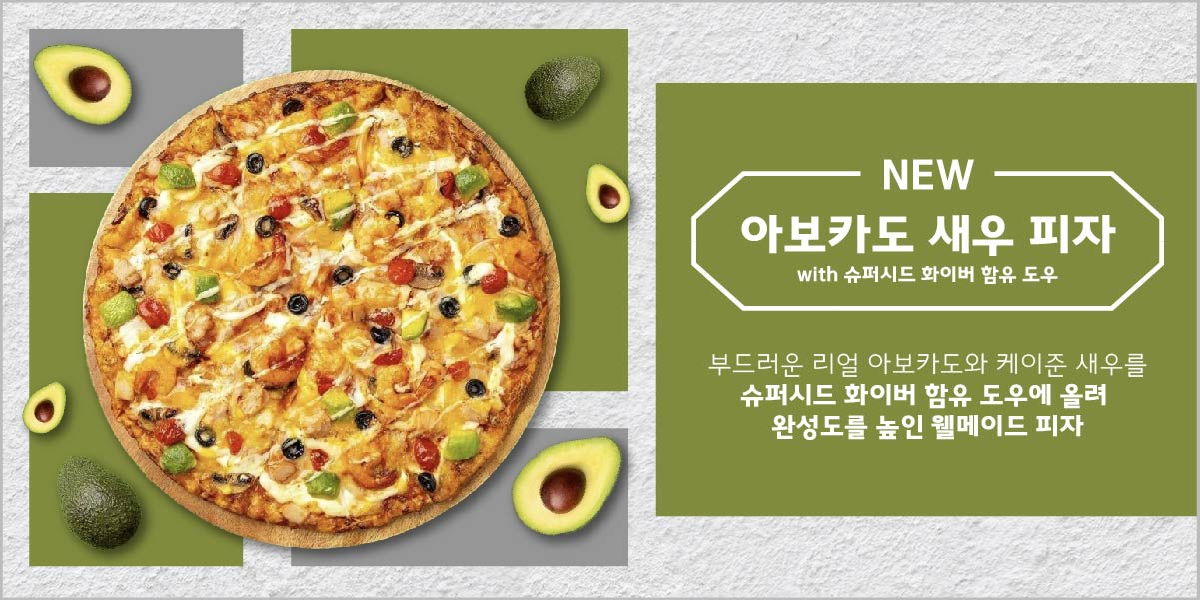 NEW
아보카도 새우 피자
with 슈퍼시드 화이버 함유 도우
부드러운 리얼 아보카도와 케이준 새우를
슈퍼시드 화이버 함유 도우에 올려
완성도를 높인 웰메이드 피자